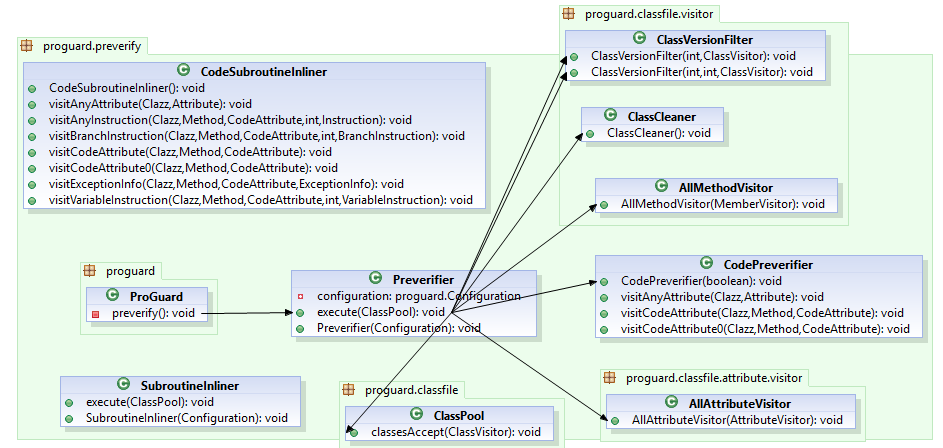 proguard.classfile.visitor
ClassVersionFilter
ClassVersionFilter(int,ClassVisitor): void
ClassVersionFilter(int,int,ClassVisitor): void
ClassCleaner
ClassCleaner(): void
AllMethodVisitor
AllMethodVisitor(MemberVisitor): void
proguard.preverify
CodeSubroutineInliner
CodeSubroutineInliner(): void
visitAnyAttribute(Clazz,Attribute): void
visitAnyInstruction(Clazz,Method,CodeAttribute,int,Instruction): void
visitBranchInstruction(Clazz,Method,CodeAttribute,int,BranchInstruction): void
visitCodeAttribute(Clazz,Method,CodeAttribute): void
visitCodeAttribute0(Clazz,Method,CodeAttribute): void
visitExceptionInfo(Clazz,Method,CodeAttribute,ExceptionInfo): void
visitVariableInstruction(Clazz,Method,CodeAttribute,int,VariableInstruction): void
proguard
ProGuard
preverify(): void
Preverifier
configuration: proguard.Configuration
execute(ClassPool): void
Preverifier(Configuration): void
CodePreverifier
CodePreverifier(boolean): void
visitAnyAttribute(Clazz,Attribute): void
visitCodeAttribute(Clazz,Method,CodeAttribute): void
visitCodeAttribute0(Clazz,Method,CodeAttribute): void
SubroutineInliner
execute(ClassPool): void
SubroutineInliner(Configuration): void
proguard.classfile
ClassPool
classesAccept(ClassVisitor): void
proguard.classfile.attribute.visitor
AllAttributeVisitor
AllAttributeVisitor(AttributeVisitor): void